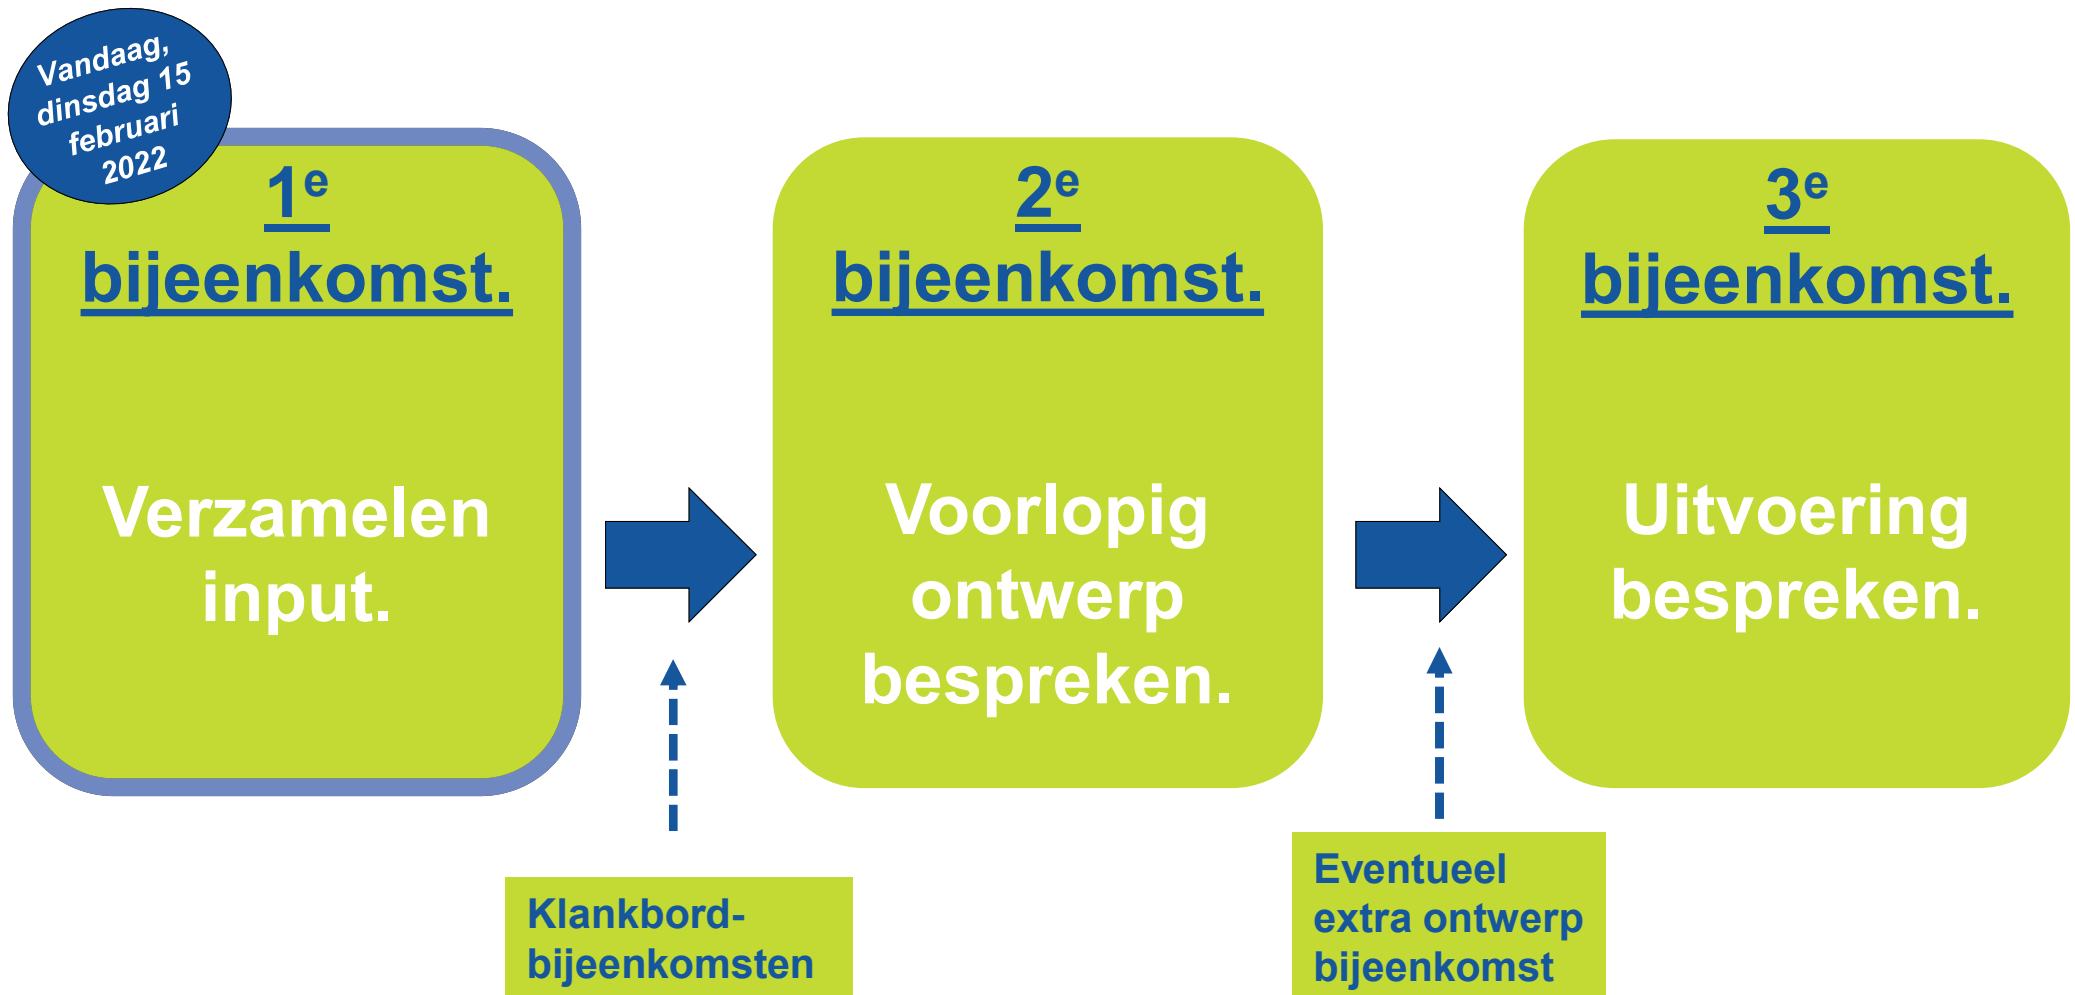 Vandaag,
dinsdag 15
februari
2022
1e
bijeenkomst.
Verzamelen
input.
2e
bijeenkomst.
Voorlopig
ontwerp
bespreken.
3e
bijeenkomst.
Uitvoering
bespreken.
Klankbord-
bijeenkomsten
Eventueel
extra ontwerp
bijeenkomst